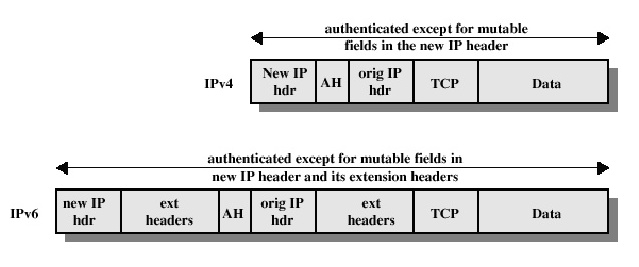 authenticated except for mutable
fields in the new IP header
IPv4
New IP
hdr
AH
orig IP
hdr
TCP
Data
authenticated except for mutable fields in
new IP header and its extension headers
IPv6
new IP
hdr
ext
headers
AH
orig IP
hdr
ext
headers
TCP
Data